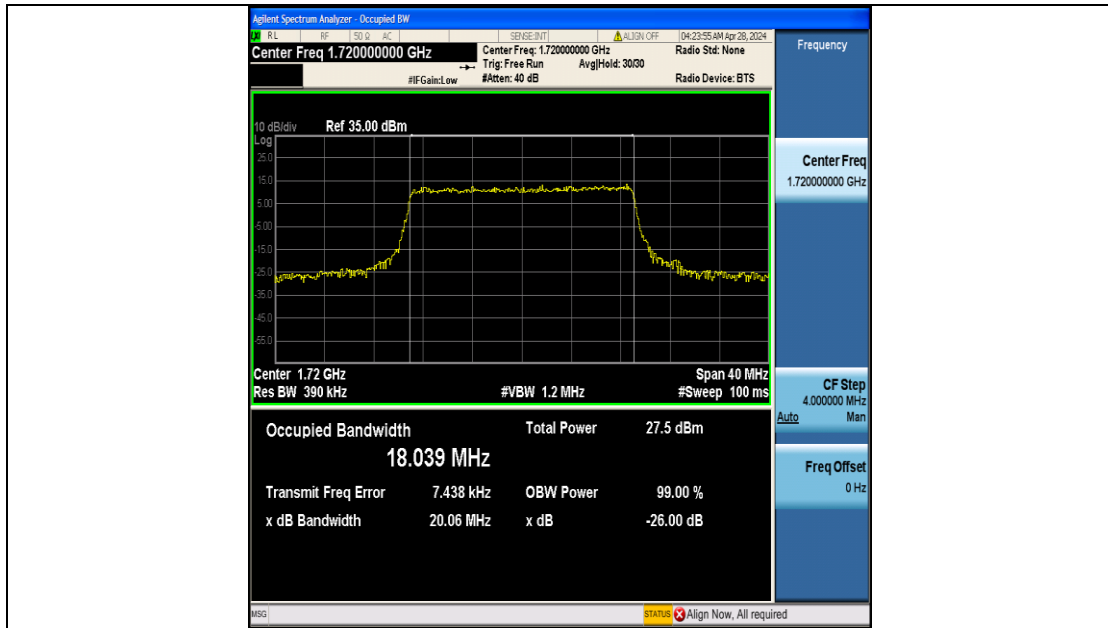 Agilent Spectrum Analyzer - Occupied BW
RL RF 50 Ω AC SENSE:INT ALIGN OFF 04:23:55 AM Apr 28, 2024
Center Freq 1.720000000 GHz
Center Freq: 1.720000000 GHz Radio Std: None
Trig: Free Run Avg|Hold: 30/30
#IFGain:Low #Atten: 40 dB Radio Device: BTS
10 dB/div Ref 35.00 dBm
Log
25.0
15.0
5.00
-5.00
-15.0
-25.0
-35.0
-45.0
-55.0
Center 1.72 GHz Span 40 MHz
Res BW 390 kHz #VBW 1.2 MHz #Sweep 100 ms
Occupied Bandwidth Total Power 27.5 dBm
18.039 MHz
Transmit Freq Error 7.438 kHz OBW Power 99.00 %
x dB Bandwidth 20.06 MHz x dB -26.00 dB
Frequency
Center Freq
1.720000000 GHz
CF Step
4.000000 MHz
Auto Man
Freq Offset
0 Hz
MSG STATUS Align Now, All required